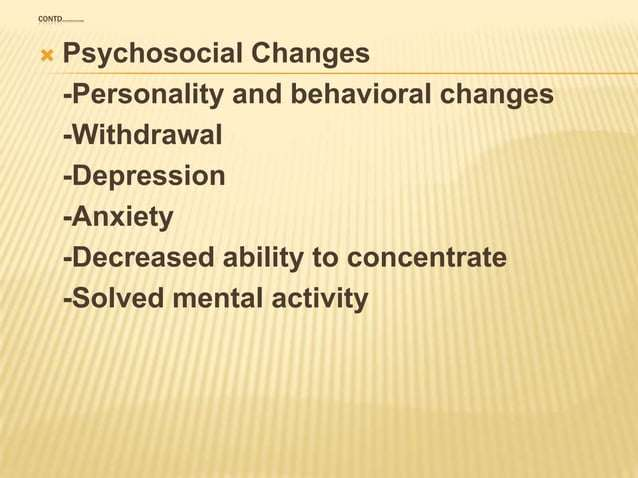 CONTD…………
Psychosocial Changes
-Personality and behavioral changes
-Withdrawal
-Depression
-Anxiety
-Decreased ability to concentrate
-Solved mental activity